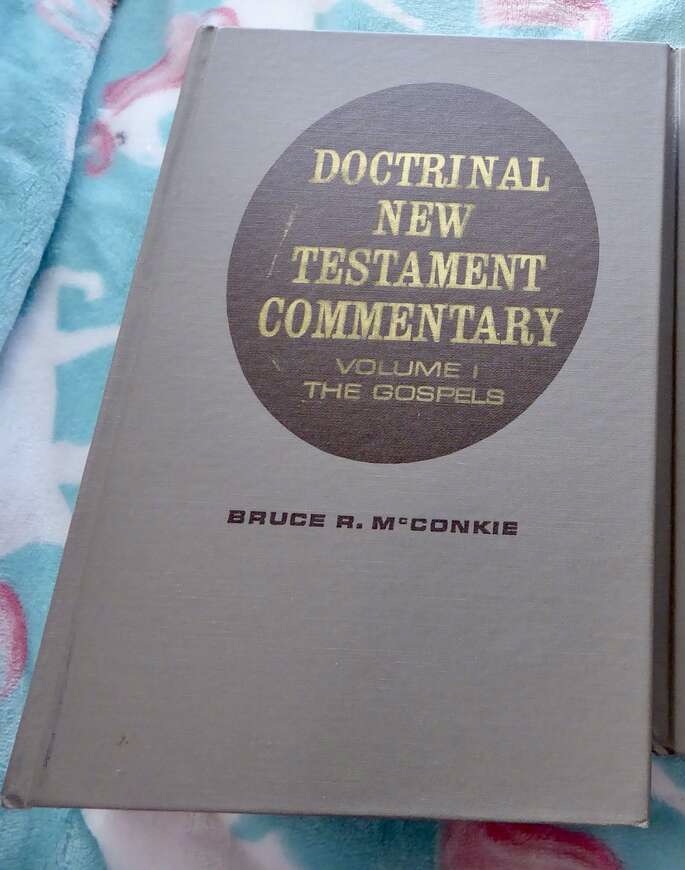 DOCTRINAL
NEW
TESTAMENT
COMMENTARY
VOLUME I
THE GOSPELS
BRUCE R. McCONKIE